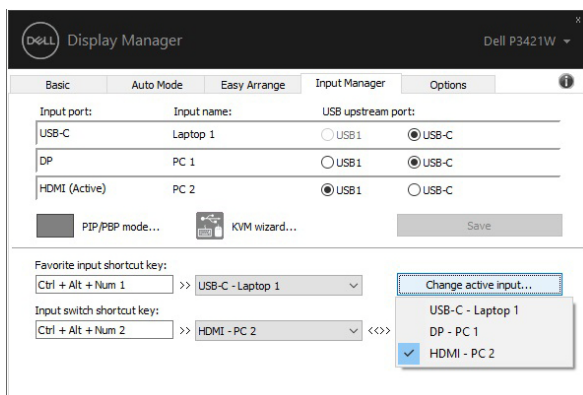 x
DELL Display Manager Dell P3421W
Basic Auto Mode Easy Arrange Input Manager Options i
Input port: Input name: USB upstream port:
USB-C Laptop 1 USB1 USB-C
DP PC 1 USB1 USB-C
HDMI (Active) PC 2 USB1 USB-C
PIP/PBP mode... KVM wizard... Save
Favorite input shortcut key:
Ctrl + Alt + Num 1 >> USB-C - Laptop 1 Change active input...
Input switch shortcut key:
Ctrl + Alt + Num 2 >> HDMI - PC 2 <<>>
USB-C - Laptop 1
DP - PC 1
HDMI - PC 2